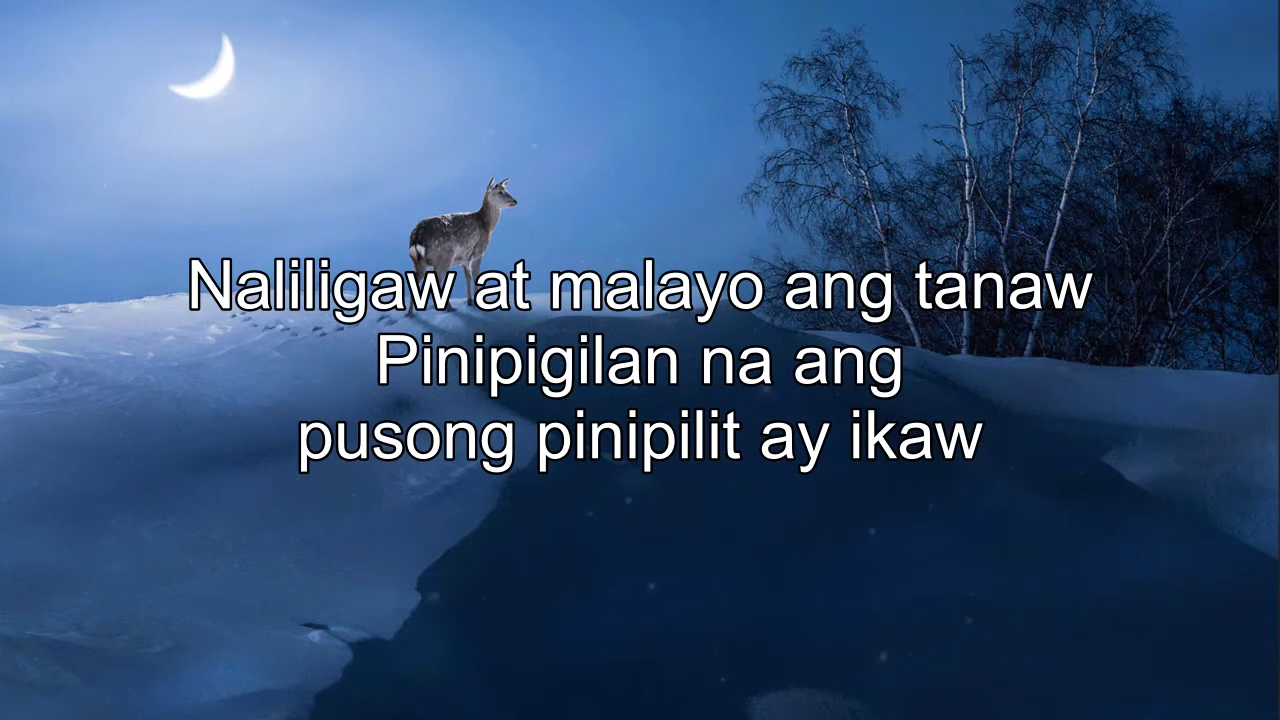 Naliligaw at malayo ang tanaw
Pinipigilan na ang
pusong pinipilit ay ikaw